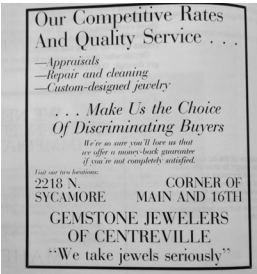 Our Competitive Rates
And Quality Service . . .
—Appraisals
—Repair and cleaning
—Custom-designed jewelry
. . . Make Us the Choice
Of Discriminating Buyers
We're so sure you'll love us that
we offer a money-back guarantee
if you're not completely satisfied.
Visit our two locations:
2218 N. CORNER OF
SYCAMORE MAIN AND 16TH
GEMSTONE JEWELERS
OF CENTREVILLE
“We take jewels seriously”